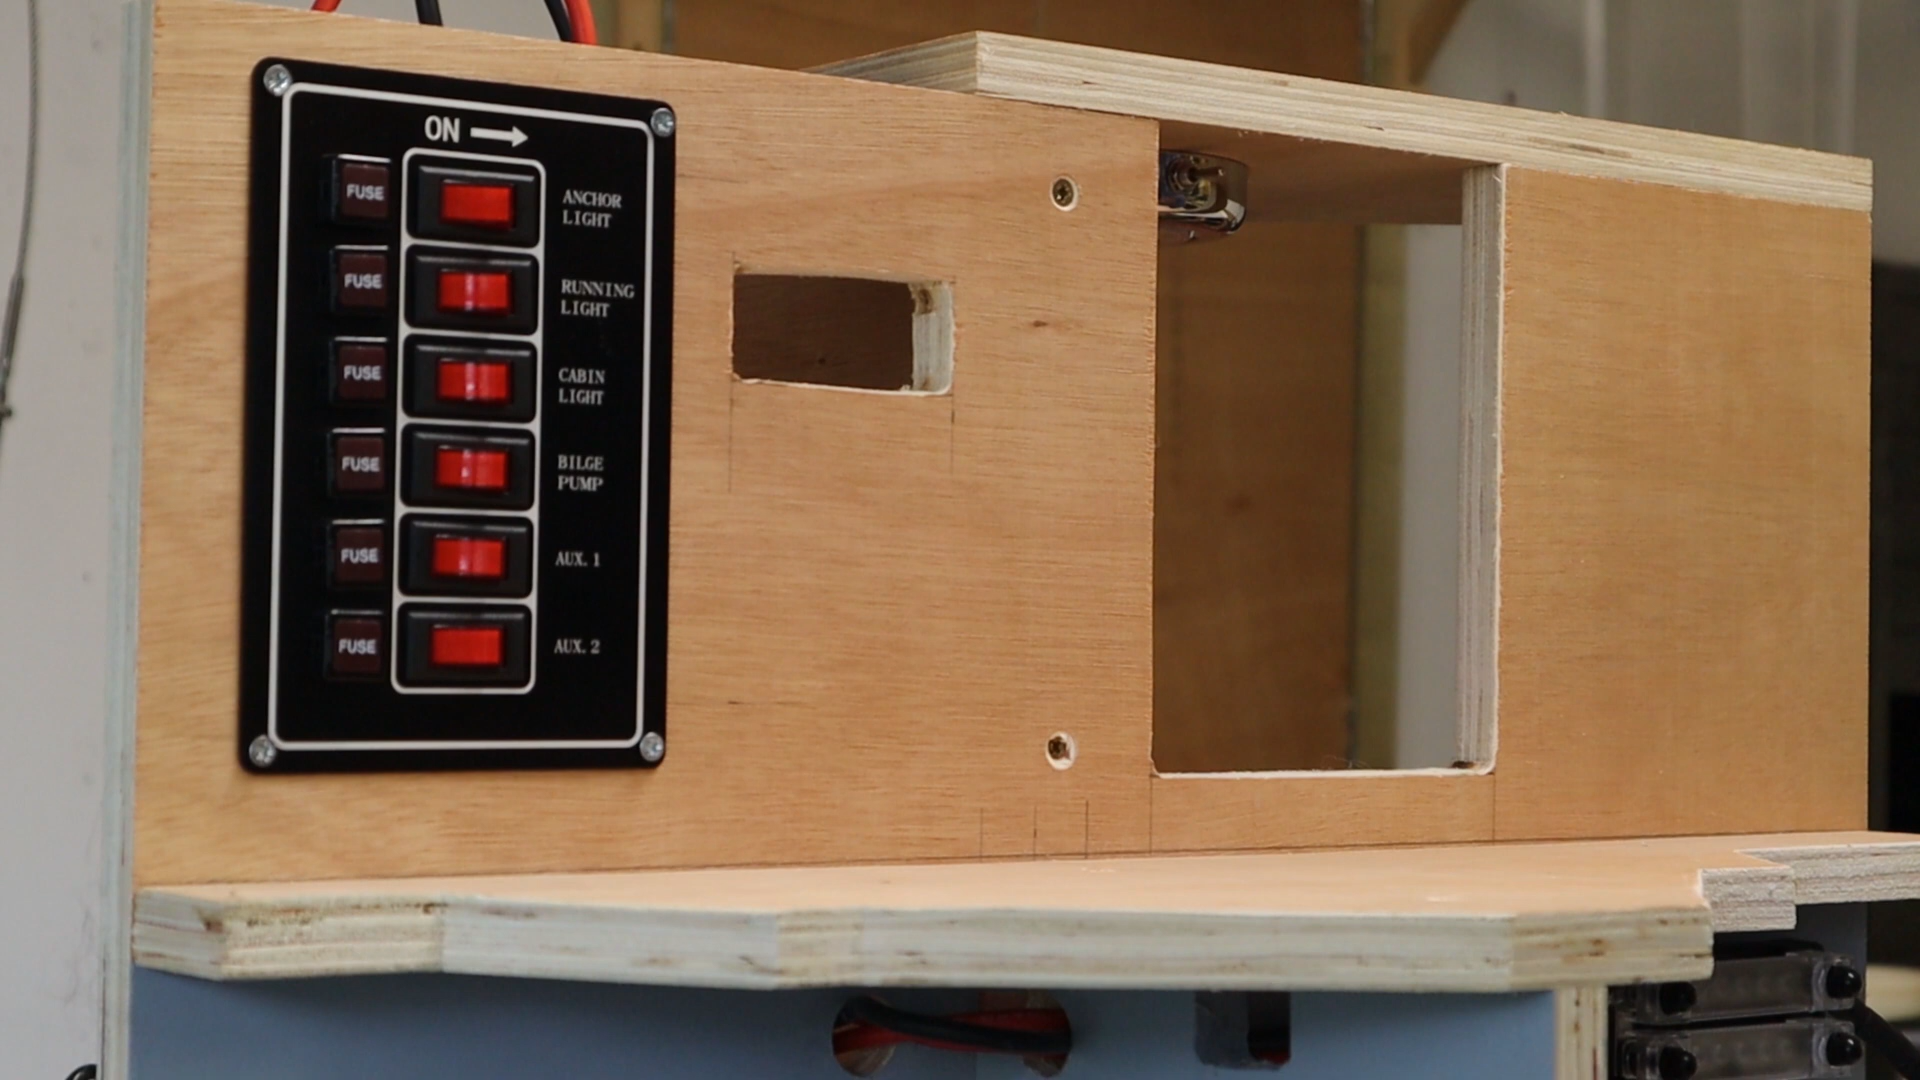 ON
FUSE
ANCHOR
LIGHT
FUSE
RUNNING
LIGHT
FUSE
CABIN
LIGHT
FUSE
BILGE
PUMP
FUSE
AUX. 1
FUSE
AUX. 2